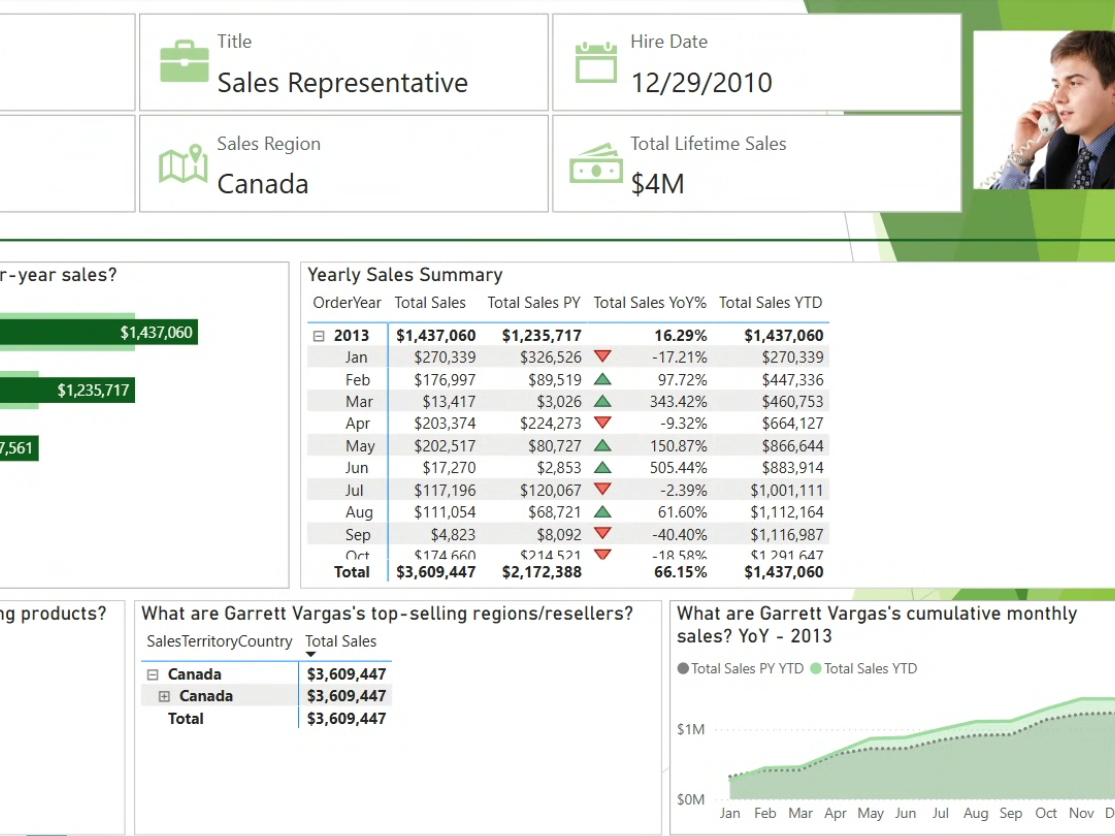 Title
Sales Representative
Hire Date
12/29/2010
Sales Region
Canada
Total Lifetime Sales
$4M
r-year sales?
$1,437,060
$1,235,717
7,561
Yearly Sales Summary
OrderYear Total Sales Total Sales PY Total Sales YoY% Total Sales YTD
2013 $1,437,060 $1,235,717 16.29% $1,437,060
Jan $270,339 $326,526 -17.21% $270,339
Feb $176,997 $89,519 97.72% $447,336
Mar $13,417 $3,026 343.42% $460,753
Apr $203,374 $224,273 -9.32% $664,127
May $202,517 $80,727 150.87% $866,644
Jun $17,270 $2,853 505.44% $883,914
Jul $117,196 $120,067 -2.39% $1,001,111
Aug $111,054 $68,721 61.60% $1,112,164
Sep $4,823 $8,092 -40.40% $1,116,987
Oct $174,660 $214,521 -18.58% $1,291,647
Total $3,609,447 $2,172,388 66.15% $1,437,060
ng products?
What are Garrett Vargas's top-selling regions/resellers?
SalesTerritoryCountry Total Sales
Canada $3,609,447
Canada $3,609,447
Total $3,609,447
What are Garrett Vargas's cumulative monthly
sales? YoY - 2013
Total Sales PY YTD Total Sales YTD
$1M
$0M
Jan Feb Mar Apr May Jun Jul Aug Sep Oct Nov D